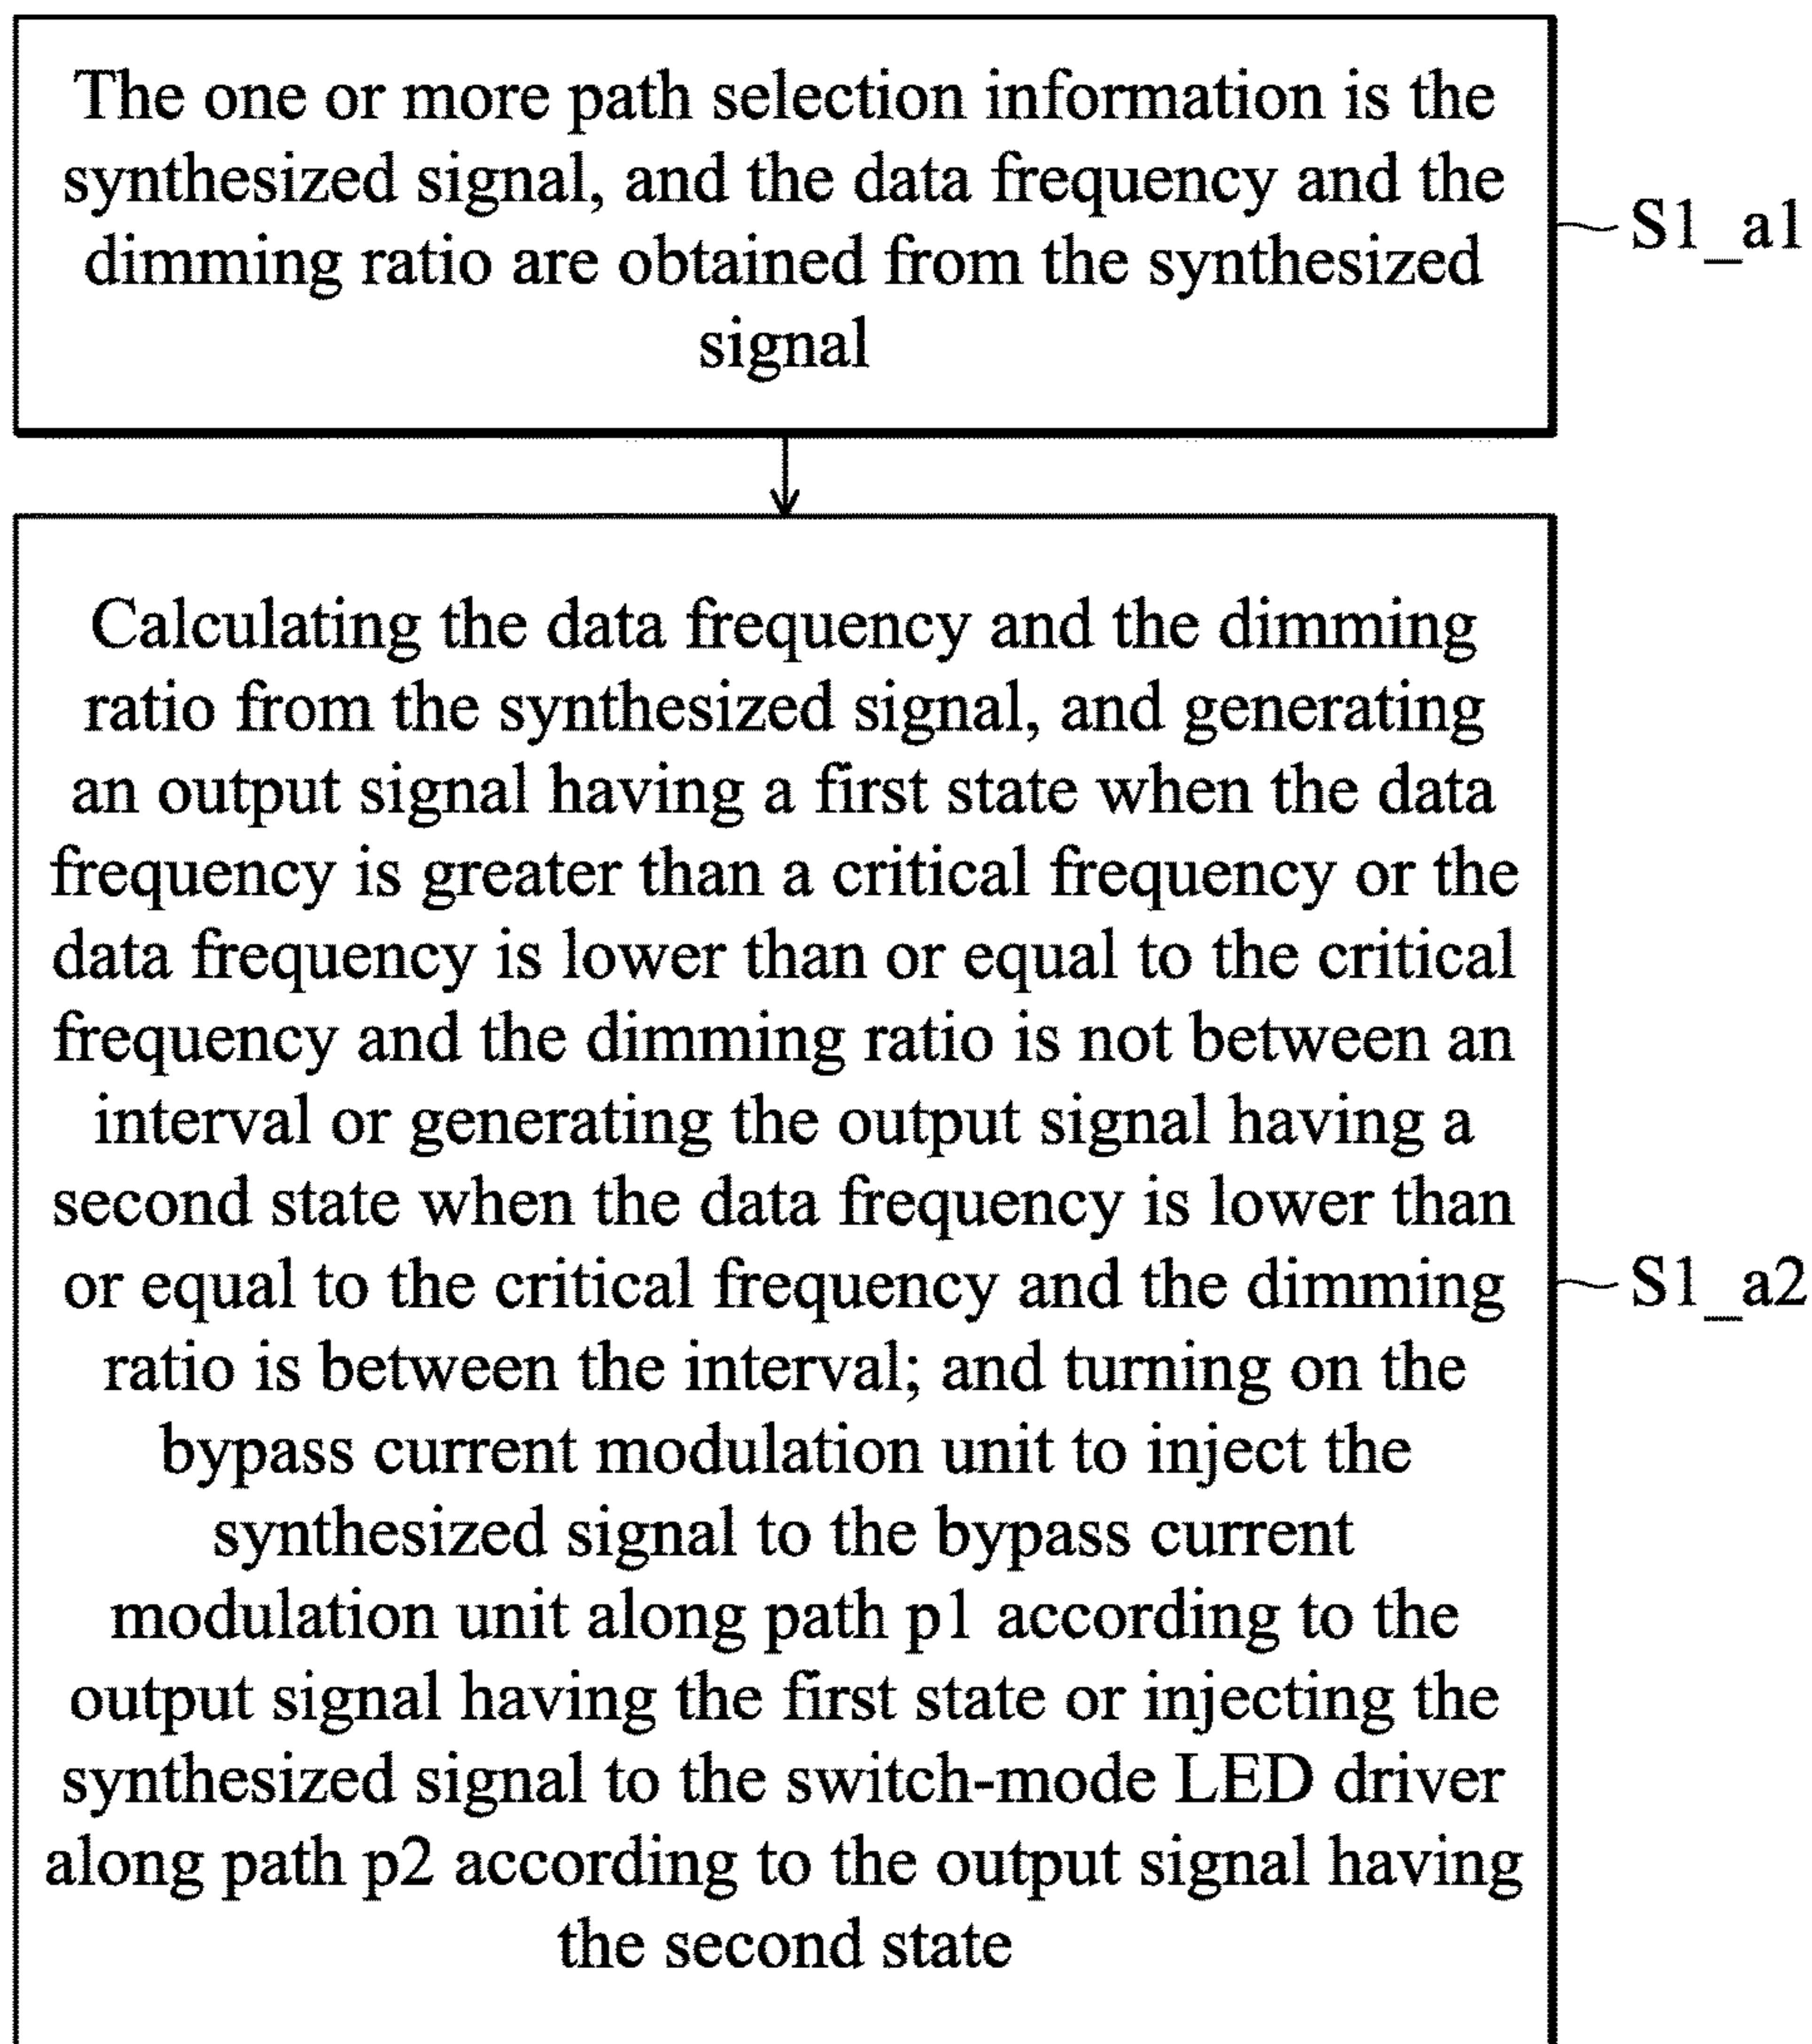 The one or more path selection information is the
synthesized signal, and the data frequency and the
dimming ratio are obtained from the synthesized
signal
S1_a1
Calculating the data frequency and the dimming
ratio from the synthesized signal, and generating
an output signal having a first state when the data
frequency is greater than a critical frequency or the
data frequency is lower than or equal to the critical
frequency and the dimming ratio is not between an
interval or generating the output signal having a
second state when the data frequency is lower than
or equal to the critical frequency and the dimming
ratio is between the interval; and turning on the
bypass current modulation unit to inject the
synthesized signal to the bypass current
modulation unit along path p1 according to the
output signal having the first state or injecting the
synthesized signal to the switch-mode LED driver
along path p2 according to the output signal having
the second state
S1_a2